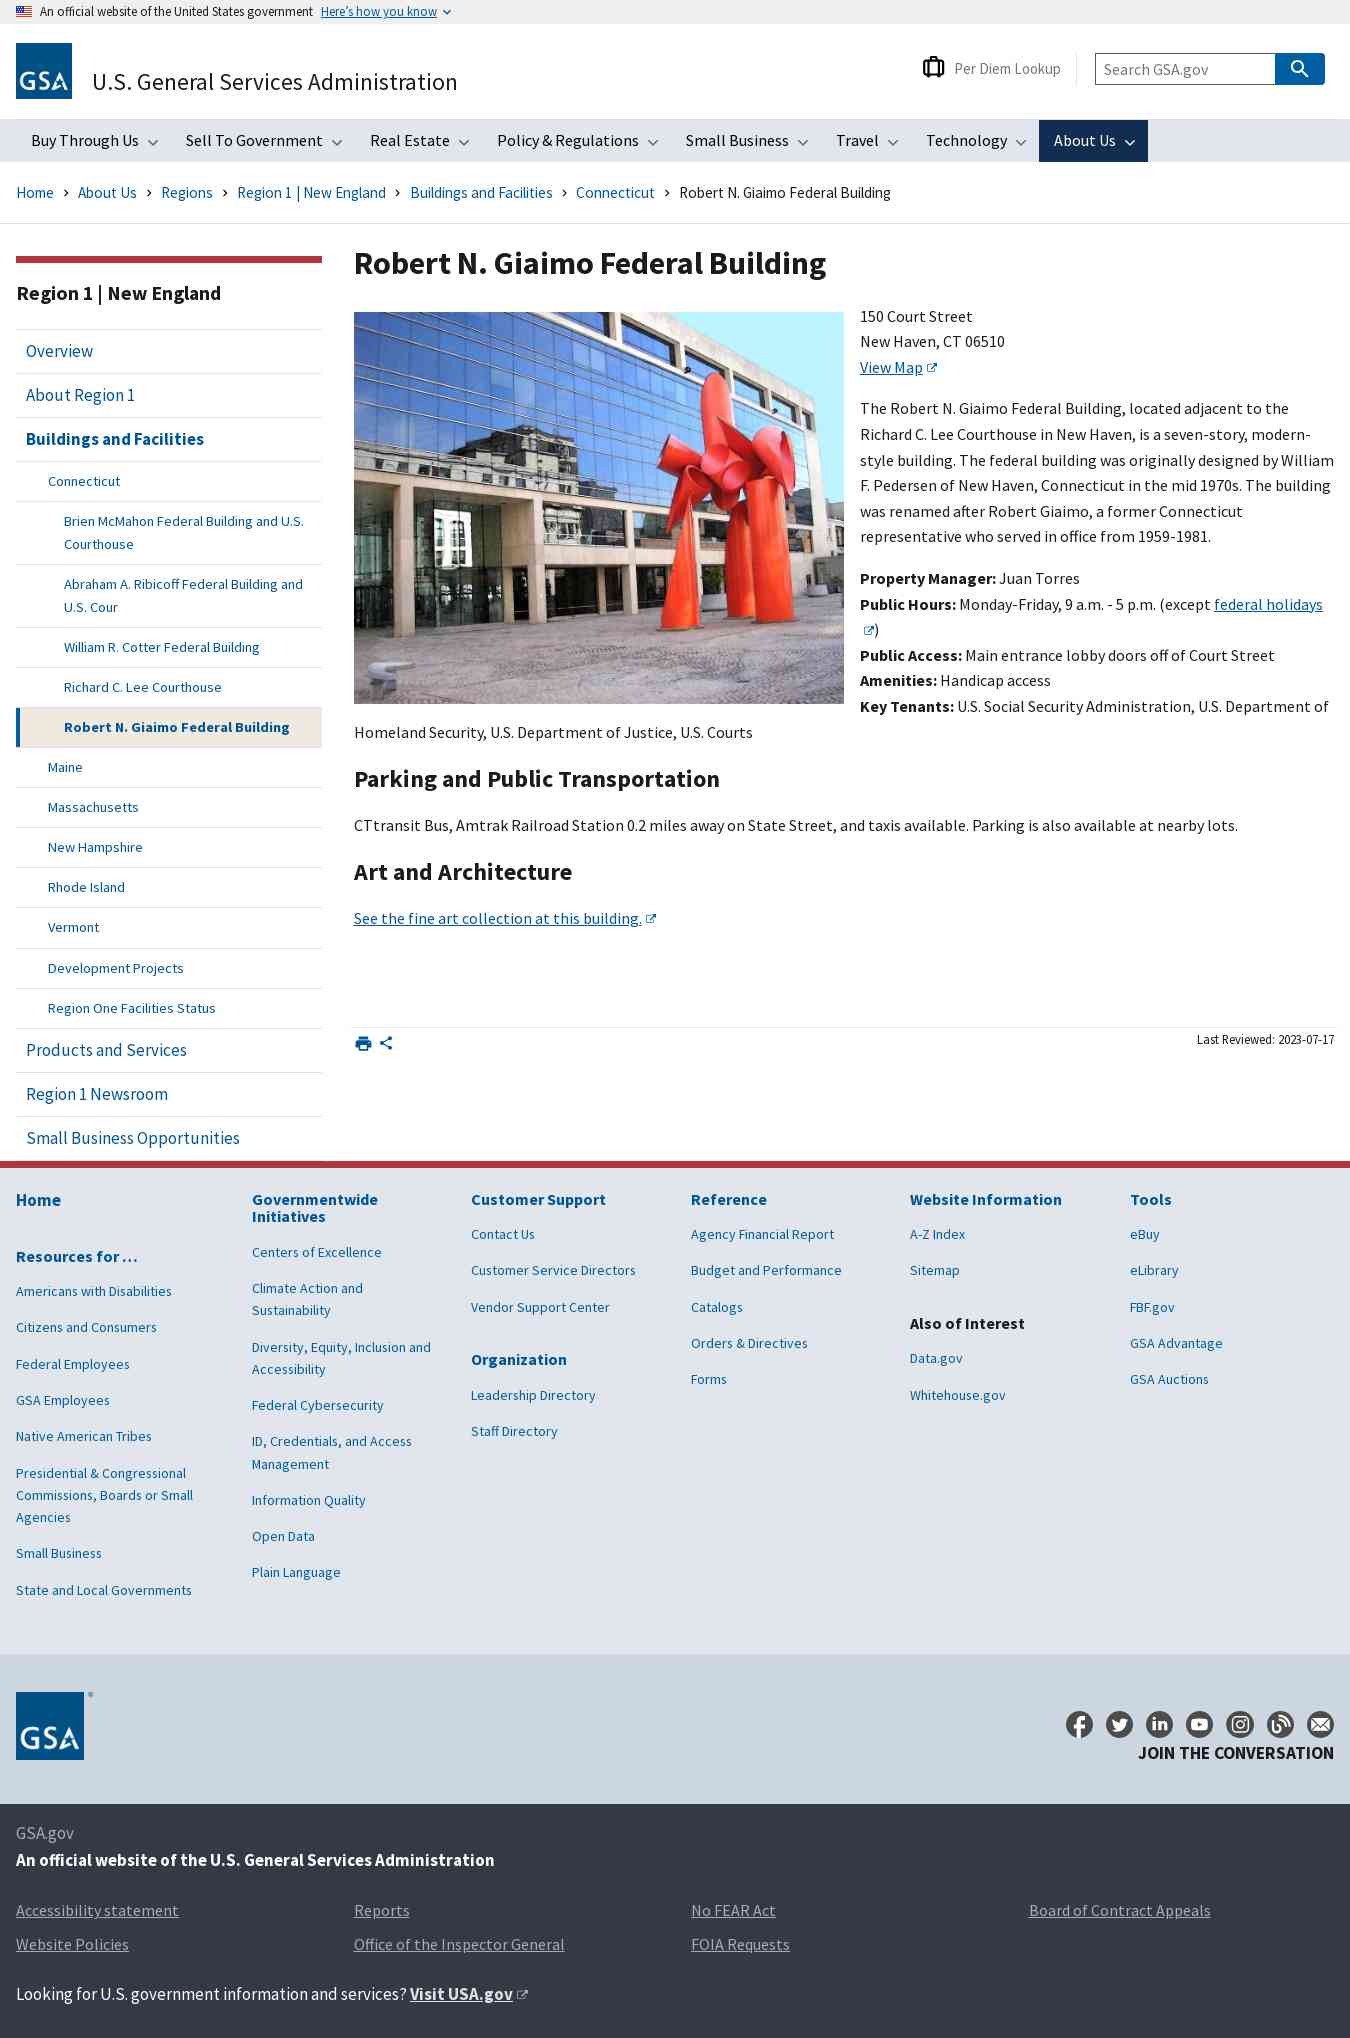 An official website of the United States government Here's how you know
GSA
U.S. General Services Administration
Per Diem Lookup
Search GSA.gov
Buy Through Us Sell To Government Real Estate Policy & Regulations Small Business Travel Technology About Us
Home > About Us > Regions > Region 1 | New England > Buildings and Facilities > Connecticut > Robert N. Giaimo Federal Building
Region 1 | New England
Overview
About Region 1
Buildings and Facilities
Connecticut
Brien McMahon Federal Building and U.S.
Courthouse
Abraham A. Ribicoff Federal Building and
U.S. Cour
William R. Cotter Federal Building
Richard C. Lee Courthouse
Robert N. Giaimo Federal Building
Maine
Massachusetts
New Hampshire
Rhode Island
Vermont
Development Projects
Region One Facilities Status
Products and Services
Region 1 Newsroom
Small Business Opportunities
Robert N. Giaimo Federal Building
150 Court Street
New Haven, CT 06510
View Map
The Robert N. Giaimo Federal Building, located adjacent to the
Richard C. Lee Courthouse in New Haven, is a seven-story, modern-
style building. The federal building was originally designed by William
F. Pedersen of New Haven, Connecticut in the mid 1970s. The building
was renamed after Robert Giaimo, a former Connecticut
representative who served in office from 1959-1981.
Property Manager: Juan Torres
Public Hours: Monday-Friday, 9 a.m. - 5 p.m. (except federal holidays
)
Public Access: Main entrance lobby doors off of Court Street
Amenities: Handicap access
Key Tenants: U.S. Social Security Administration, U.S. Department of
Homeland Security, U.S. Department of Justice, U.S. Courts
Parking and Public Transportation
CTtransit Bus, Amtrak Railroad Station 0.2 miles away on State Street, and taxis available. Parking is also available at nearby lots.
Art and Architecture
See the fine art collection at this building.
Last Reviewed: 2023-07-17
Home
Resources for …
Americans with Disabilities
Citizens and Consumers
Federal Employees
GSA Employees
Native American Tribes
Presidential & Congressional
Commissions, Boards or Small
Agencies
Small Business
State and Local Governments
Governmentwide
Initiatives
Centers of Excellence
Climate Action and
Sustainability
Diversity, Equity, Inclusion and
Accessibility
Federal Cybersecurity
ID, Credentials, and Access
Management
Information Quality
Open Data
Plain Language
Customer Support
Contact Us
Customer Service Directors
Vendor Support Center
Organization
Leadership Directory
Staff Directory
Reference
Agency Financial Report
Budget and Performance
Catalogs
Orders & Directives
Forms
Website Information
A-Z Index
Sitemap
Also of Interest
Data.gov
Whitehouse.gov
Tools
eBuy
eLibrary
FBF.gov
GSA Advantage
GSA Auctions
GSA
JOIN THE CONVERSATION
GSA.gov
An official website of the U.S. General Services Administration
Accessibility statement Reports No FEAR Act Board of Contract Appeals
Website Policies Office of the Inspector General FOIA Requests
Looking for U.S. government information and services? Visit USA.gov